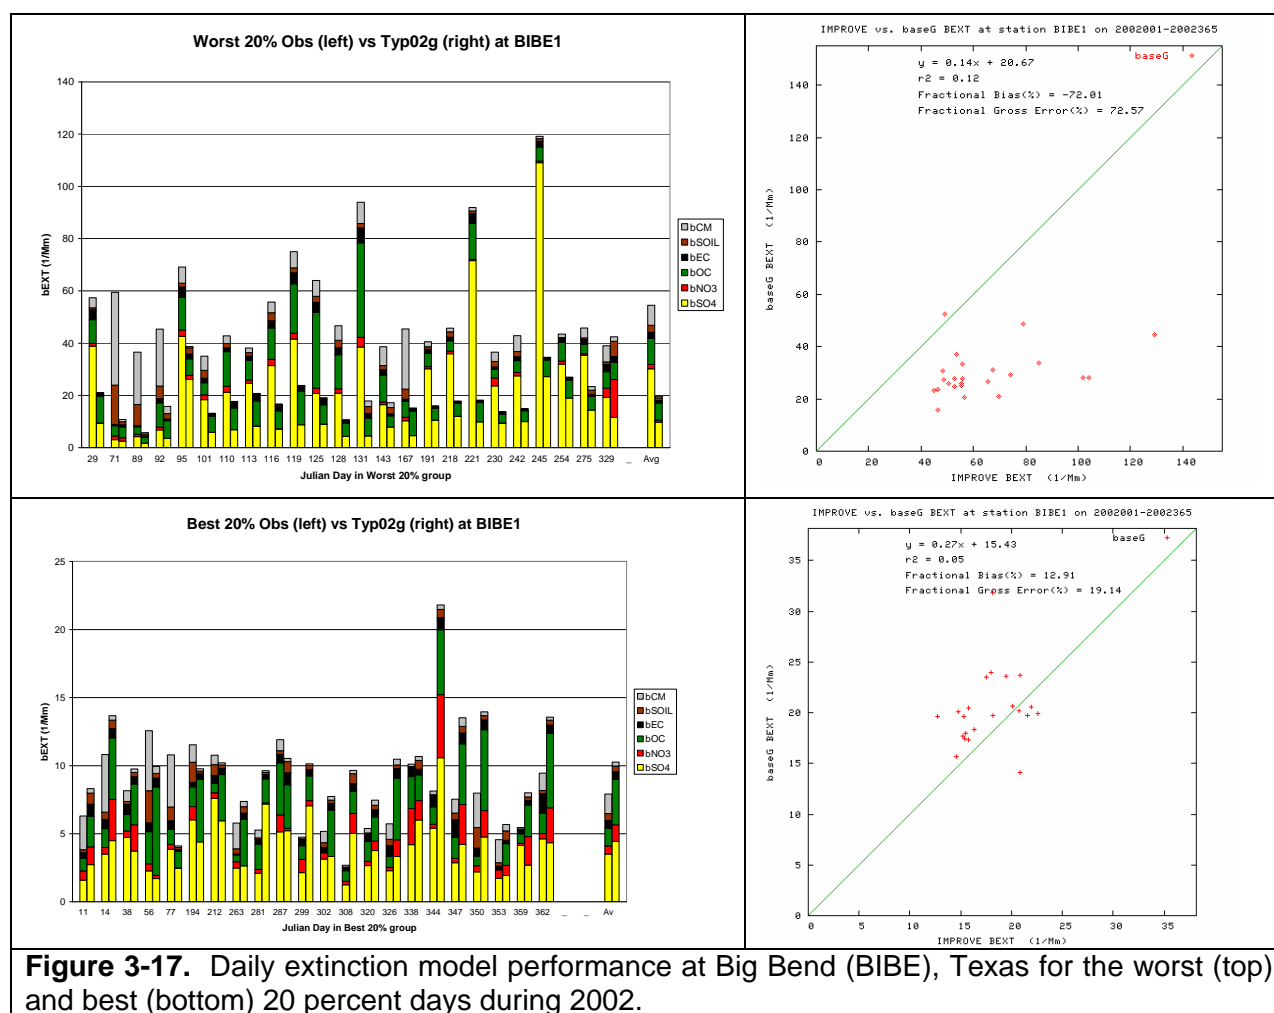 Worst 20% Obs (left) vs Typ02g (right) at BIBE1
140
120
100
80
60
40
20
0
bEXT (1/Mm)
29 71 89 92 95 101 110 113 116 119 125 128 131 143 167 191 218 221 230 242 245 254 275 329 _ Avg
Julian Day in Worst 20% group
bCM
bSOIL
bEC
bOC
bNO3
bSO4
IMPROVE vs. baseG BEXT at station BIBE1 on 2002001-2002365
baseG
y = 0.14x + 20.67
r2 = 0.12
Fractional Bias(%) = -72.01
Fractional Gross Error(%) = 72.57
140
120
100
80
60
40
20
0
baseG BEXT (1/Mm)
0 20 40 60 80 100 120 140
IMPROVE BEXT (1/Mm)
Best 20% Obs (left) vs Typ02g (right) at BIBE1
25
20
15
10
5
0
bEXT (1/Mm)
11 14 38 56 77 194 212 263 281 287 299 302 308 320 326 338 344 347 350 353 359 362 _ _ Av
Julian Day in Best 20% group
bCM
bSOIL
bEC
bOC
bNO3
bSO4
IMPROVE vs. baseG BEXT at station BIBE1 on 2002001-2002365
baseG
y = 0.27x + 15.43
r2 = 0.05
Fractional Bias(%) = 12.91
Fractional Gross Error(%) = 19.14
35
30
25
20
15
10
5
0
baseG BEXT (1/Mm)
0 5 10 15 20 25 30 35
IMPROVE BEXT (1/Mm)
Figure 3-17. Daily extinction model performance at Big Bend (BIBE), Texas for the worst (top)
and best (bottom) 20 percent days during 2002.